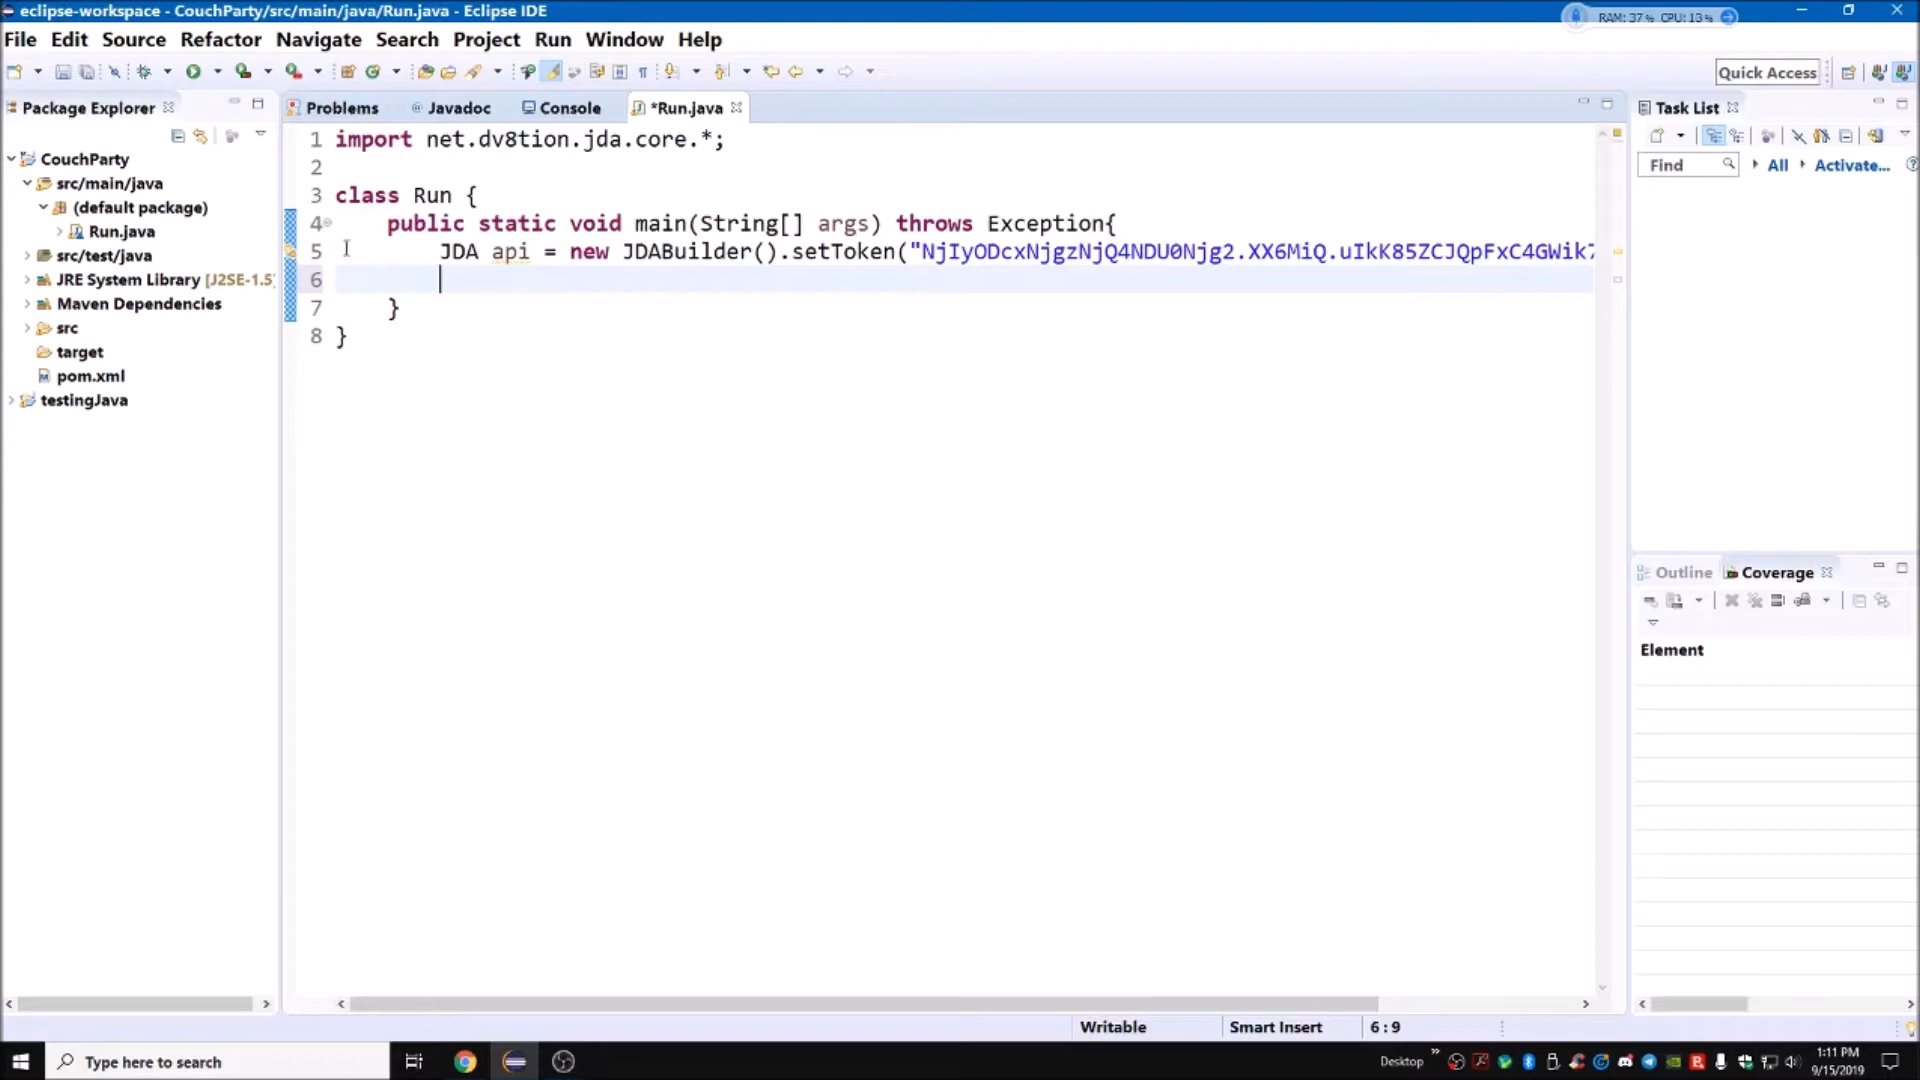 eclipse-workspace - CouchParty/src/main/java/Run.java - Eclipse IDE
RAM: 37% CPU: 13%
File Edit Source Refactor Navigate Search Project Run Window Help
Quick Access
Package Explorer
Problems Javadoc Console *Run.java
Task List
Find All Activate...
CouchParty
src/main/java
(default package)
Run.java
src/test/java
JRE System Library [J2SE-1.5
Maven Dependencies
src
target
pom.xml
testingJava
1 import net.dv8tion.jda.core.*;
2
3 class Run {
4 public static void main(String[] args) throws Exception{
5 JDA api = new JDABuilder().setToken("NjIyODcxNjgzNjQ4NDU0Njg2.XX6MiQ.uIkK85ZCJQpFxC4GWik7
6
7 }
8 }
Outline Coverage
Element
Writable Smart Insert 6 : 9
Type here to search
Desktop
1:11 PM
9/15/2019